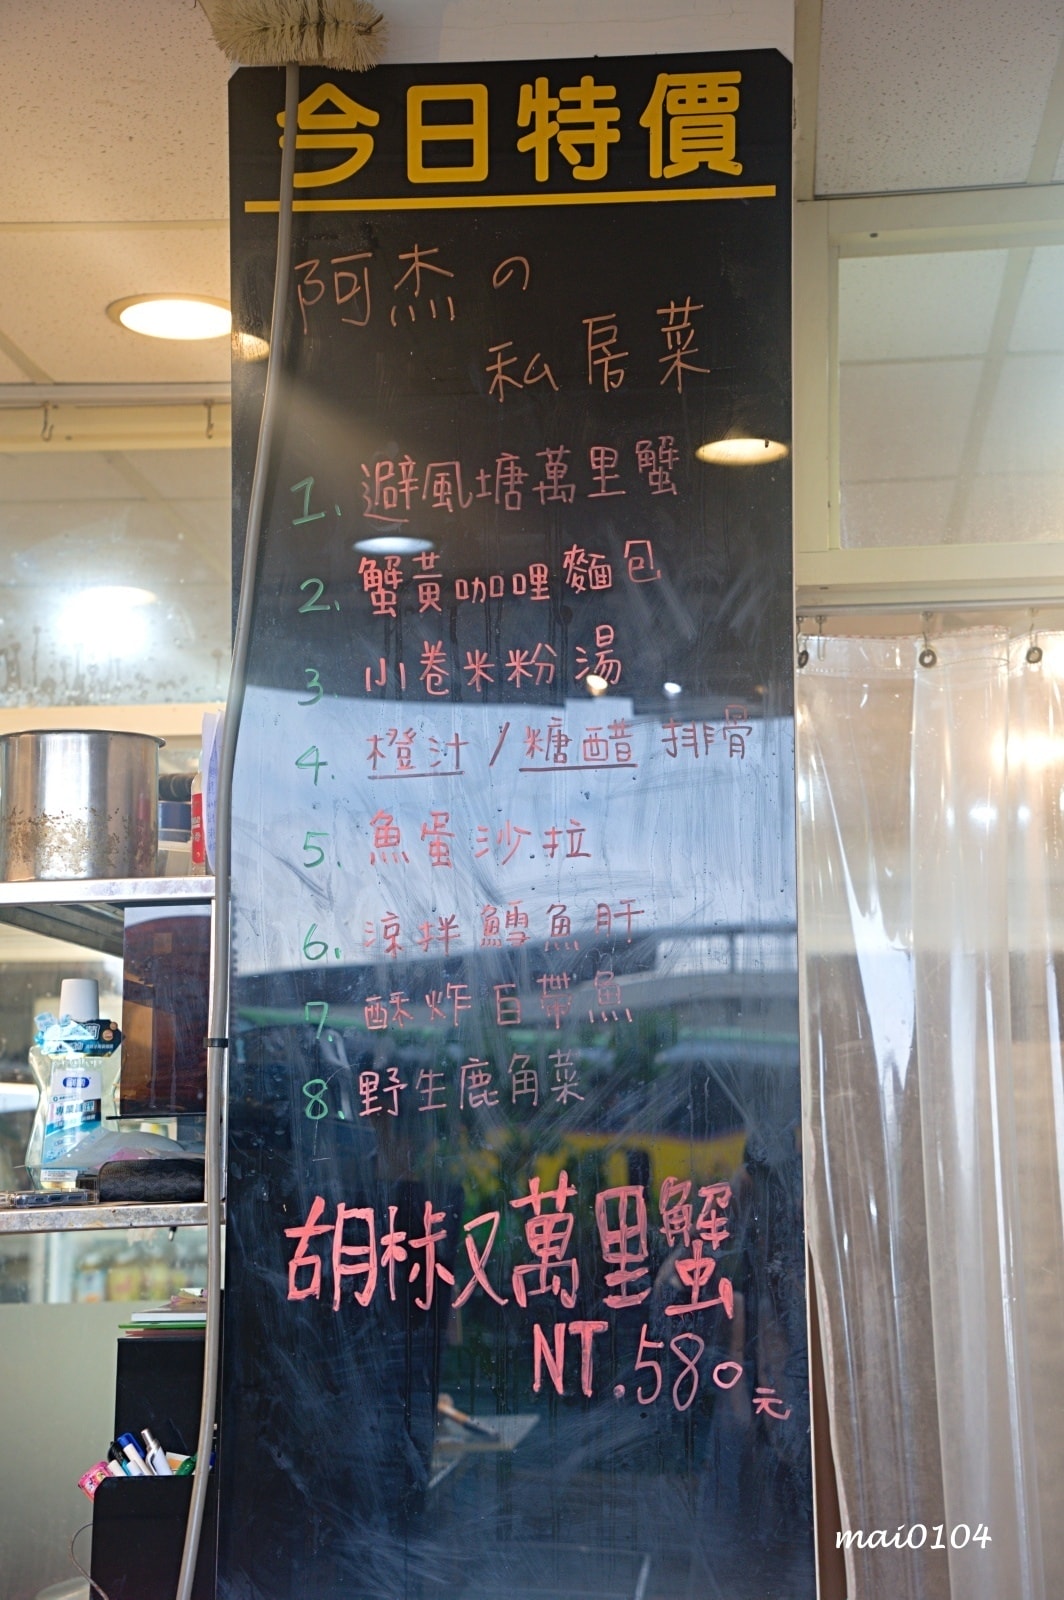 今日特價
阿杰の
私房菜
1. 避風塘萬里蟹
2. 蟹黃咖哩麵包
3. 小卷米粉湯
4. 橙汁/糖醋排骨
5. 魚蛋沙拉
6. 涼拌鱈魚肝
7. 酥炸白帶魚
8. 野生鹿角菜
胡椒又萬里蟹
NT.580元
mai0104